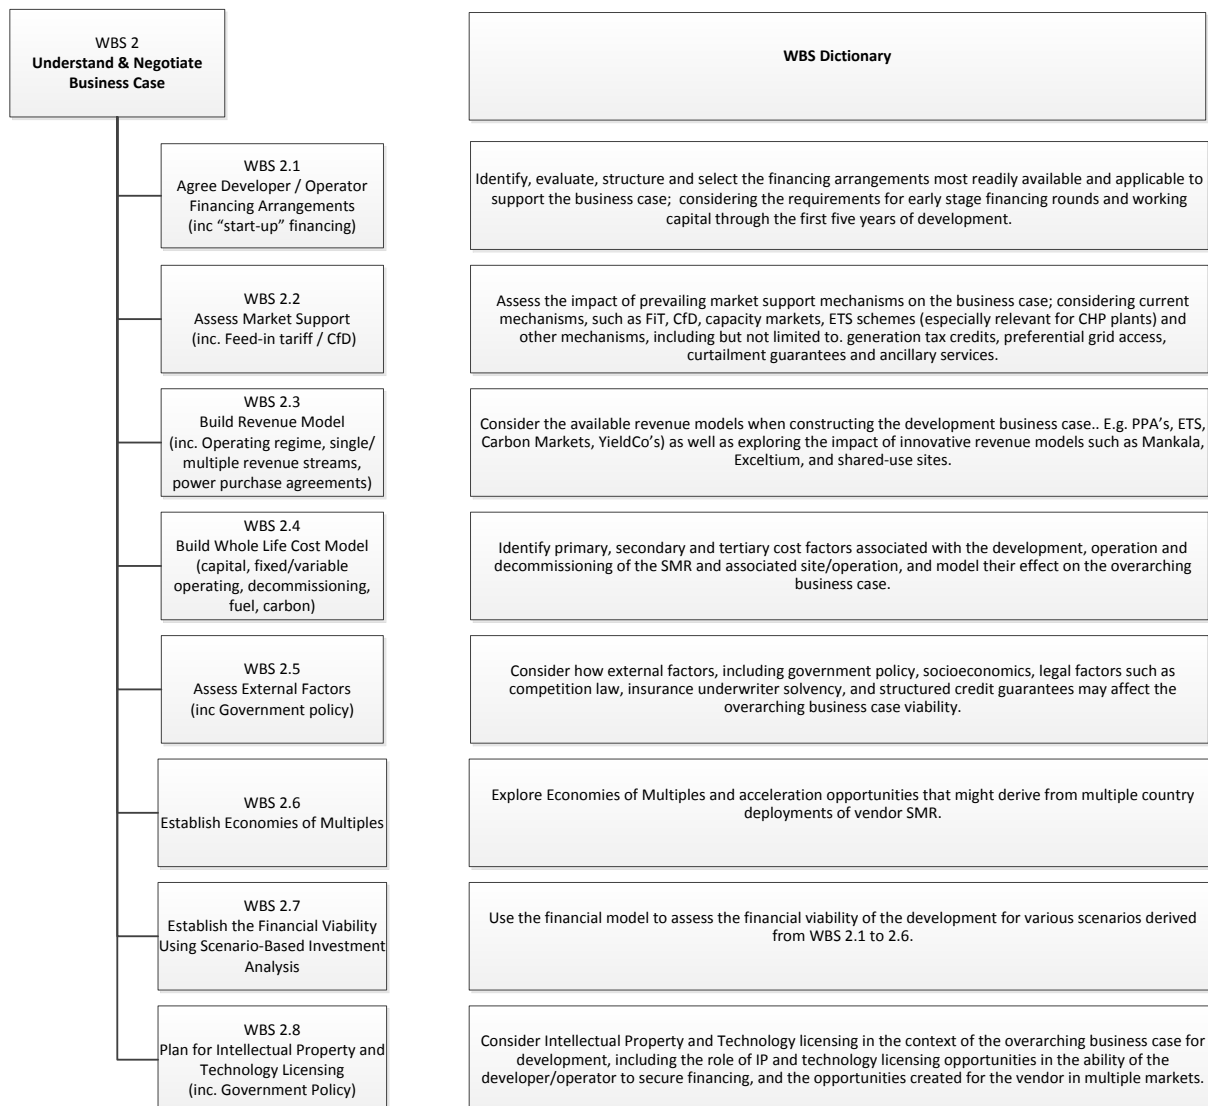 WBS 2
Understand & Negotiate
Business Case
WBS Dictionary
WBS 2.1
Agree Developer / Operator
Financing Arrangements
(inc “start-up” financing)
Identify, evaluate, structure and select the financing arrangements most readily available and applicable to
support the business case;  considering the requirements for early stage financing rounds and working
capital through the first five years of development.
WBS 2.2
Assess Market Support
(inc. Feed-in tariff / CfD)
Assess the impact of prevailing market support mechanisms on the business case; considering current
mechanisms, such as FiT, CfD, capacity markets, ETS schemes (especially relevant for CHP plants) and
other mechanisms, including but not limited to. generation tax credits, preferential grid access,
curtailment guarantees and ancillary services.
WBS 2.3
Build Revenue Model
(inc. Operating regime, single/
multiple revenue streams,
power purchase agreements)
Consider the available revenue models when constructing the development business case.. E.g. PPA’s, ETS,
Carbon Markets, YieldCo’s) as well as exploring the impact of innovative revenue models such as Mankala,
Exceltium, and shared-use sites.
WBS 2.4
Build Whole Life Cost Model
(capital, fixed/variable
operating, decommissioning,
fuel, carbon)
Identify primary, secondary and tertiary cost factors associated with the development, operation and
decommissioning of the SMR and associated site/operation, and model their effect on the overarching
business case.
WBS 2.5
Assess External Factors
(inc Government policy)
Consider how external factors, including government policy, socioeconomics, legal factors such as
competition law, insurance underwriter solvency, and structured credit guarantees may affect the
overarching business case viability.
WBS 2.6
Establish Economies of Multiples
Explore Economies of Multiples and acceleration opportunities that might derive from multiple country
deployments of vendor SMR.
WBS 2.7
Establish the Financial Viability
Using Scenario-Based Investment
Analysis
Use the financial model to assess the financial viability of the development for various scenarios derived
from WBS 2.1 to 2.6.
WBS 2.8
Plan for Intellectual Property and
Technology Licensing
(inc. Government Policy)
Consider Intellectual Property and Technology licensing in the context of the overarching business case for
development, including the role of IP and technology licensing opportunities in the ability of the
developer/operator to secure financing, and the opportunities created for the vendor in multiple markets.